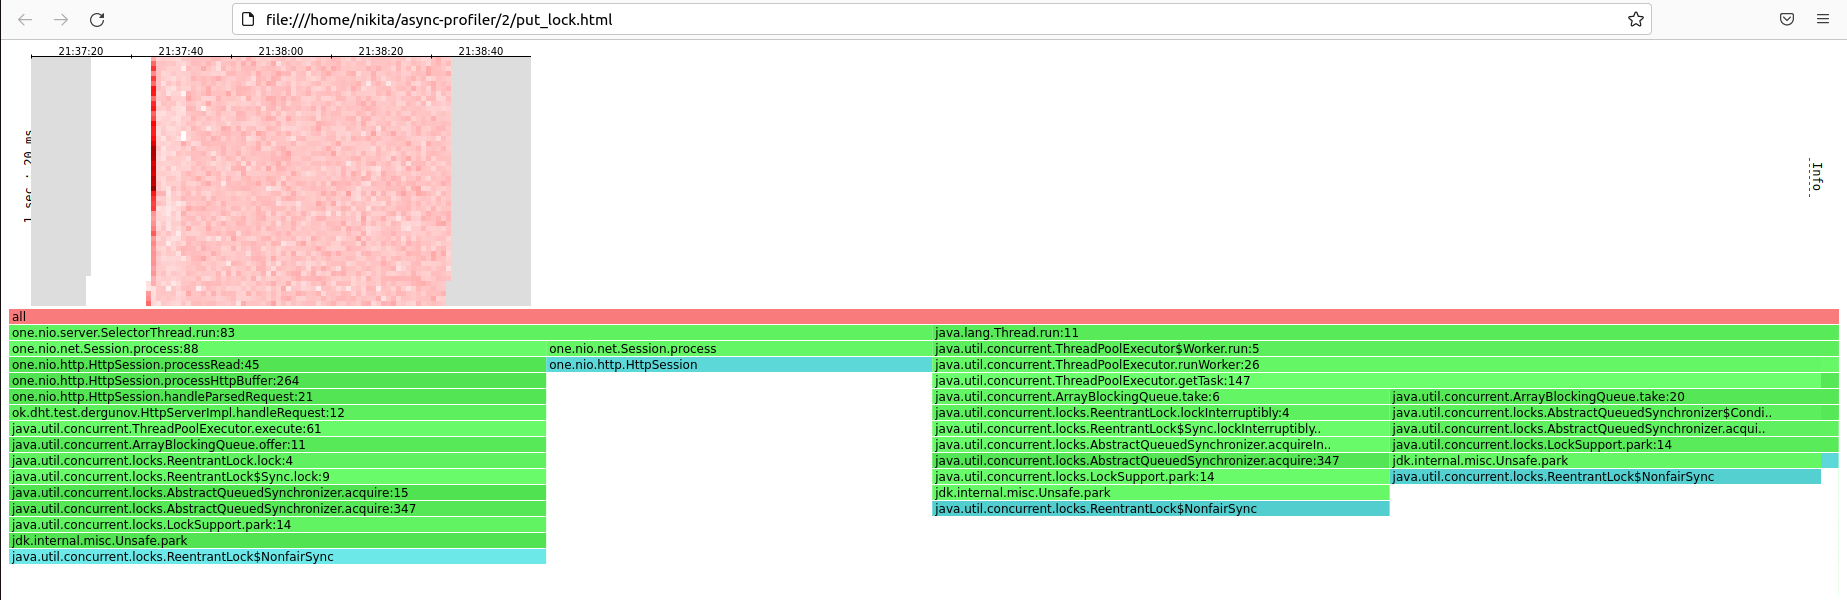 file:///home/nikita/async-profiler/2/put_lock.html
21:37:20 21:37:40 21:38:00 21:38:20 21:38:40
1 sec : 20 ms
Info
all
one.nio.server.SelectorThread.run:83 java.lang.Thread.run:11
one.nio.net.Session.process:88 one.nio.net.Session.process java.util.concurrent.ThreadPoolExecutor$Worker.run:5
one.nio.http.HttpSession.processRead:45 one.nio.http.HttpSession java.util.concurrent.ThreadPoolExecutor.runWorker:26
one.nio.http.HttpSession.processHttpBuffer:264 java.util.concurrent.ThreadPoolExecutor.getTask:147
one.nio.http.HttpSession.handleParsedRequest:21 java.util.concurrent.ArrayBlockingQueue.take:6 java.util.concurrent.ArrayBlockingQueue.take:20
ok.dht.test.dergunov.HttpServerImpl.handleRequest:12 java.util.concurrent.locks.ReentrantLock.lockInterruptibly:4 java.util.concurrent.locks.AbstractQueuedSynchronizer$Condi..
java.util.concurrent.ThreadPoolExecutor.execute:61 java.util.concurrent.locks.ReentrantLock$Sync.lockInterruptibly.. java.util.concurrent.locks.AbstractQueuedSynchronizer.acqui..
java.util.concurrent.ArrayBlockingQueue.offer:11 java.util.concurrent.locks.AbstractQueuedSynchronizer.acquireIn.. java.util.concurrent.locks.LockSupport.park:14
java.util.concurrent.locks.ReentrantLock.lock:4 java.util.concurrent.locks.AbstractQueuedSynchronizer.acquire:347 jdk.internal.misc.Unsafe.park
java.util.concurrent.locks.ReentrantLock$Sync.lock:9 java.util.concurrent.locks.LockSupport.park:14 java.util.concurrent.locks.ReentrantLock$NonfairSync
java.util.concurrent.locks.AbstractQueuedSynchronizer.acquire:15 jdk.internal.misc.Unsafe.park
java.util.concurrent.locks.AbstractQueuedSynchronizer.acquire:347 java.util.concurrent.locks.ReentrantLock$NonfairSync
java.util.concurrent.locks.LockSupport.park:14
jdk.internal.misc.Unsafe.park
java.util.concurrent.locks.ReentrantLock$NonfairSync